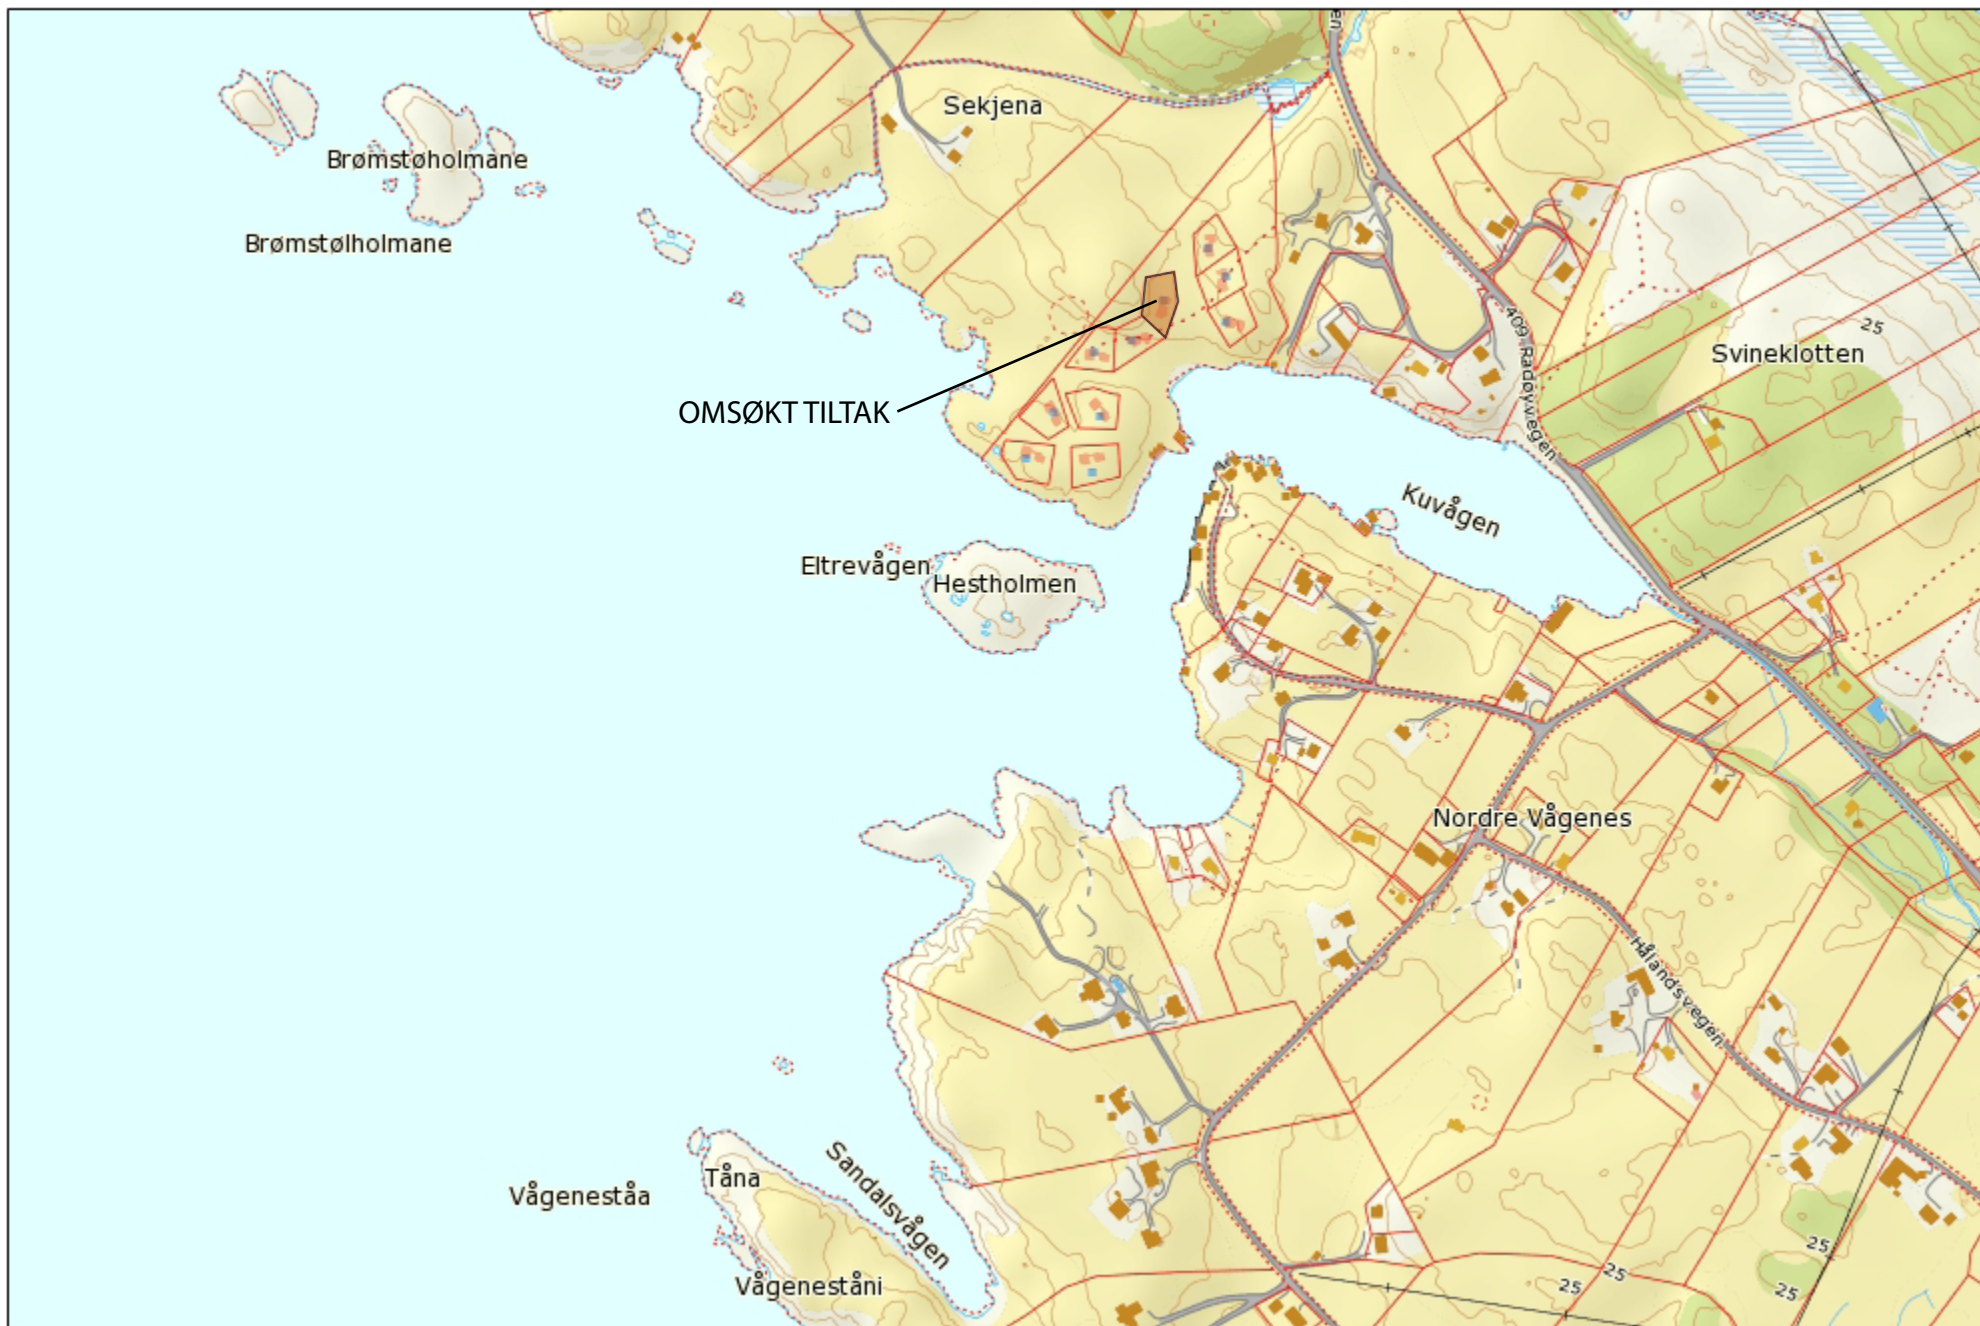 en
Sekjena
Brømstøholmane
Brømstølholmane
409 Radøyvegen
25
Svineklotten
OMSØKT TILTAK
Kuvågen
Eltrevågen
Hestholmen
Nordre Vågenes
Hålandsvegen
Sandalsvågen
Tåna
Vågeneståa
Vågeneståni
25
25
25
25